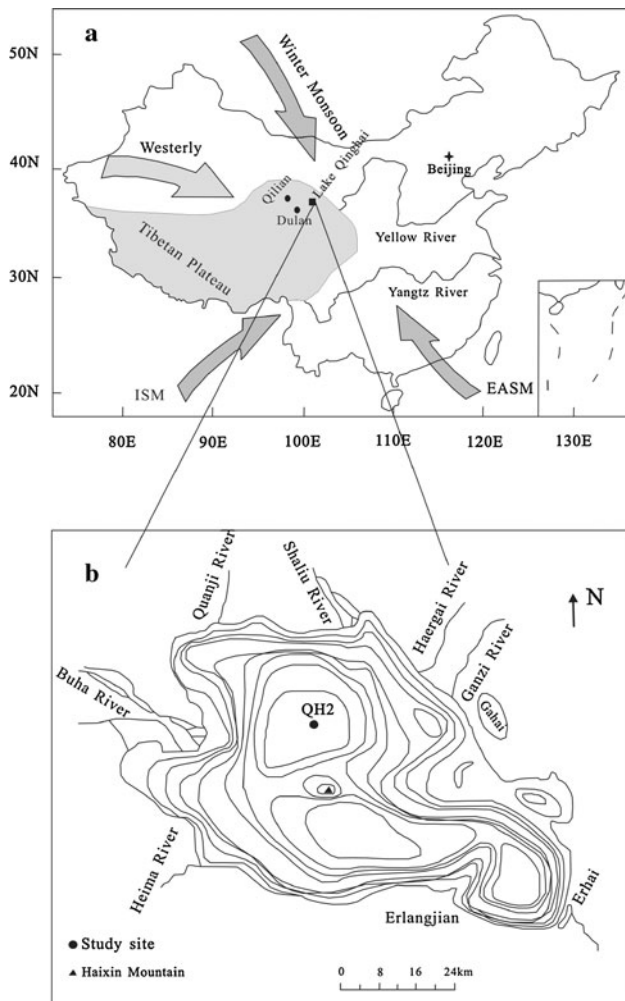 a
50N
40N
30N
20N
Winter Monsoon
Westerly
Beijing
Lake Qinghai
Qilian
Dulan
Tibetan Plateau
Yellow River
Yangtz River
ISM
EASM
80E 90E 100E 110E 120E 130E
b
Quanji River
Shaliu River
Haergai River
Ganzi River
N
Buha River
Gahai
QH2
Heima River
Erlangjian
Erhai
Study site
Haixin Mountain
0 8 16 24km